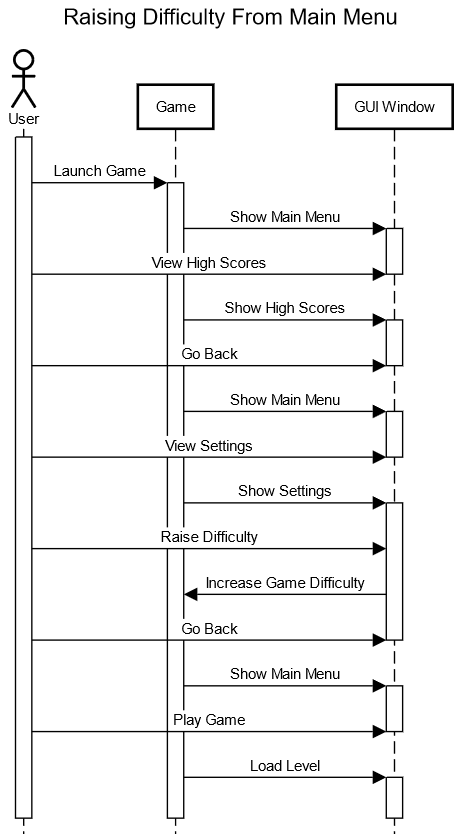 Raising Difficulty From Main Menu
Game
GUI Window
User
Launch Game
Show Main Menu
View High Scores
Show High Scores
Go Back
Show Main Menu
View Settings
Show Settings
Raise Difficulty
Increase Game Difficulty
Go Back
Show Main Menu
Play Game
Load Level